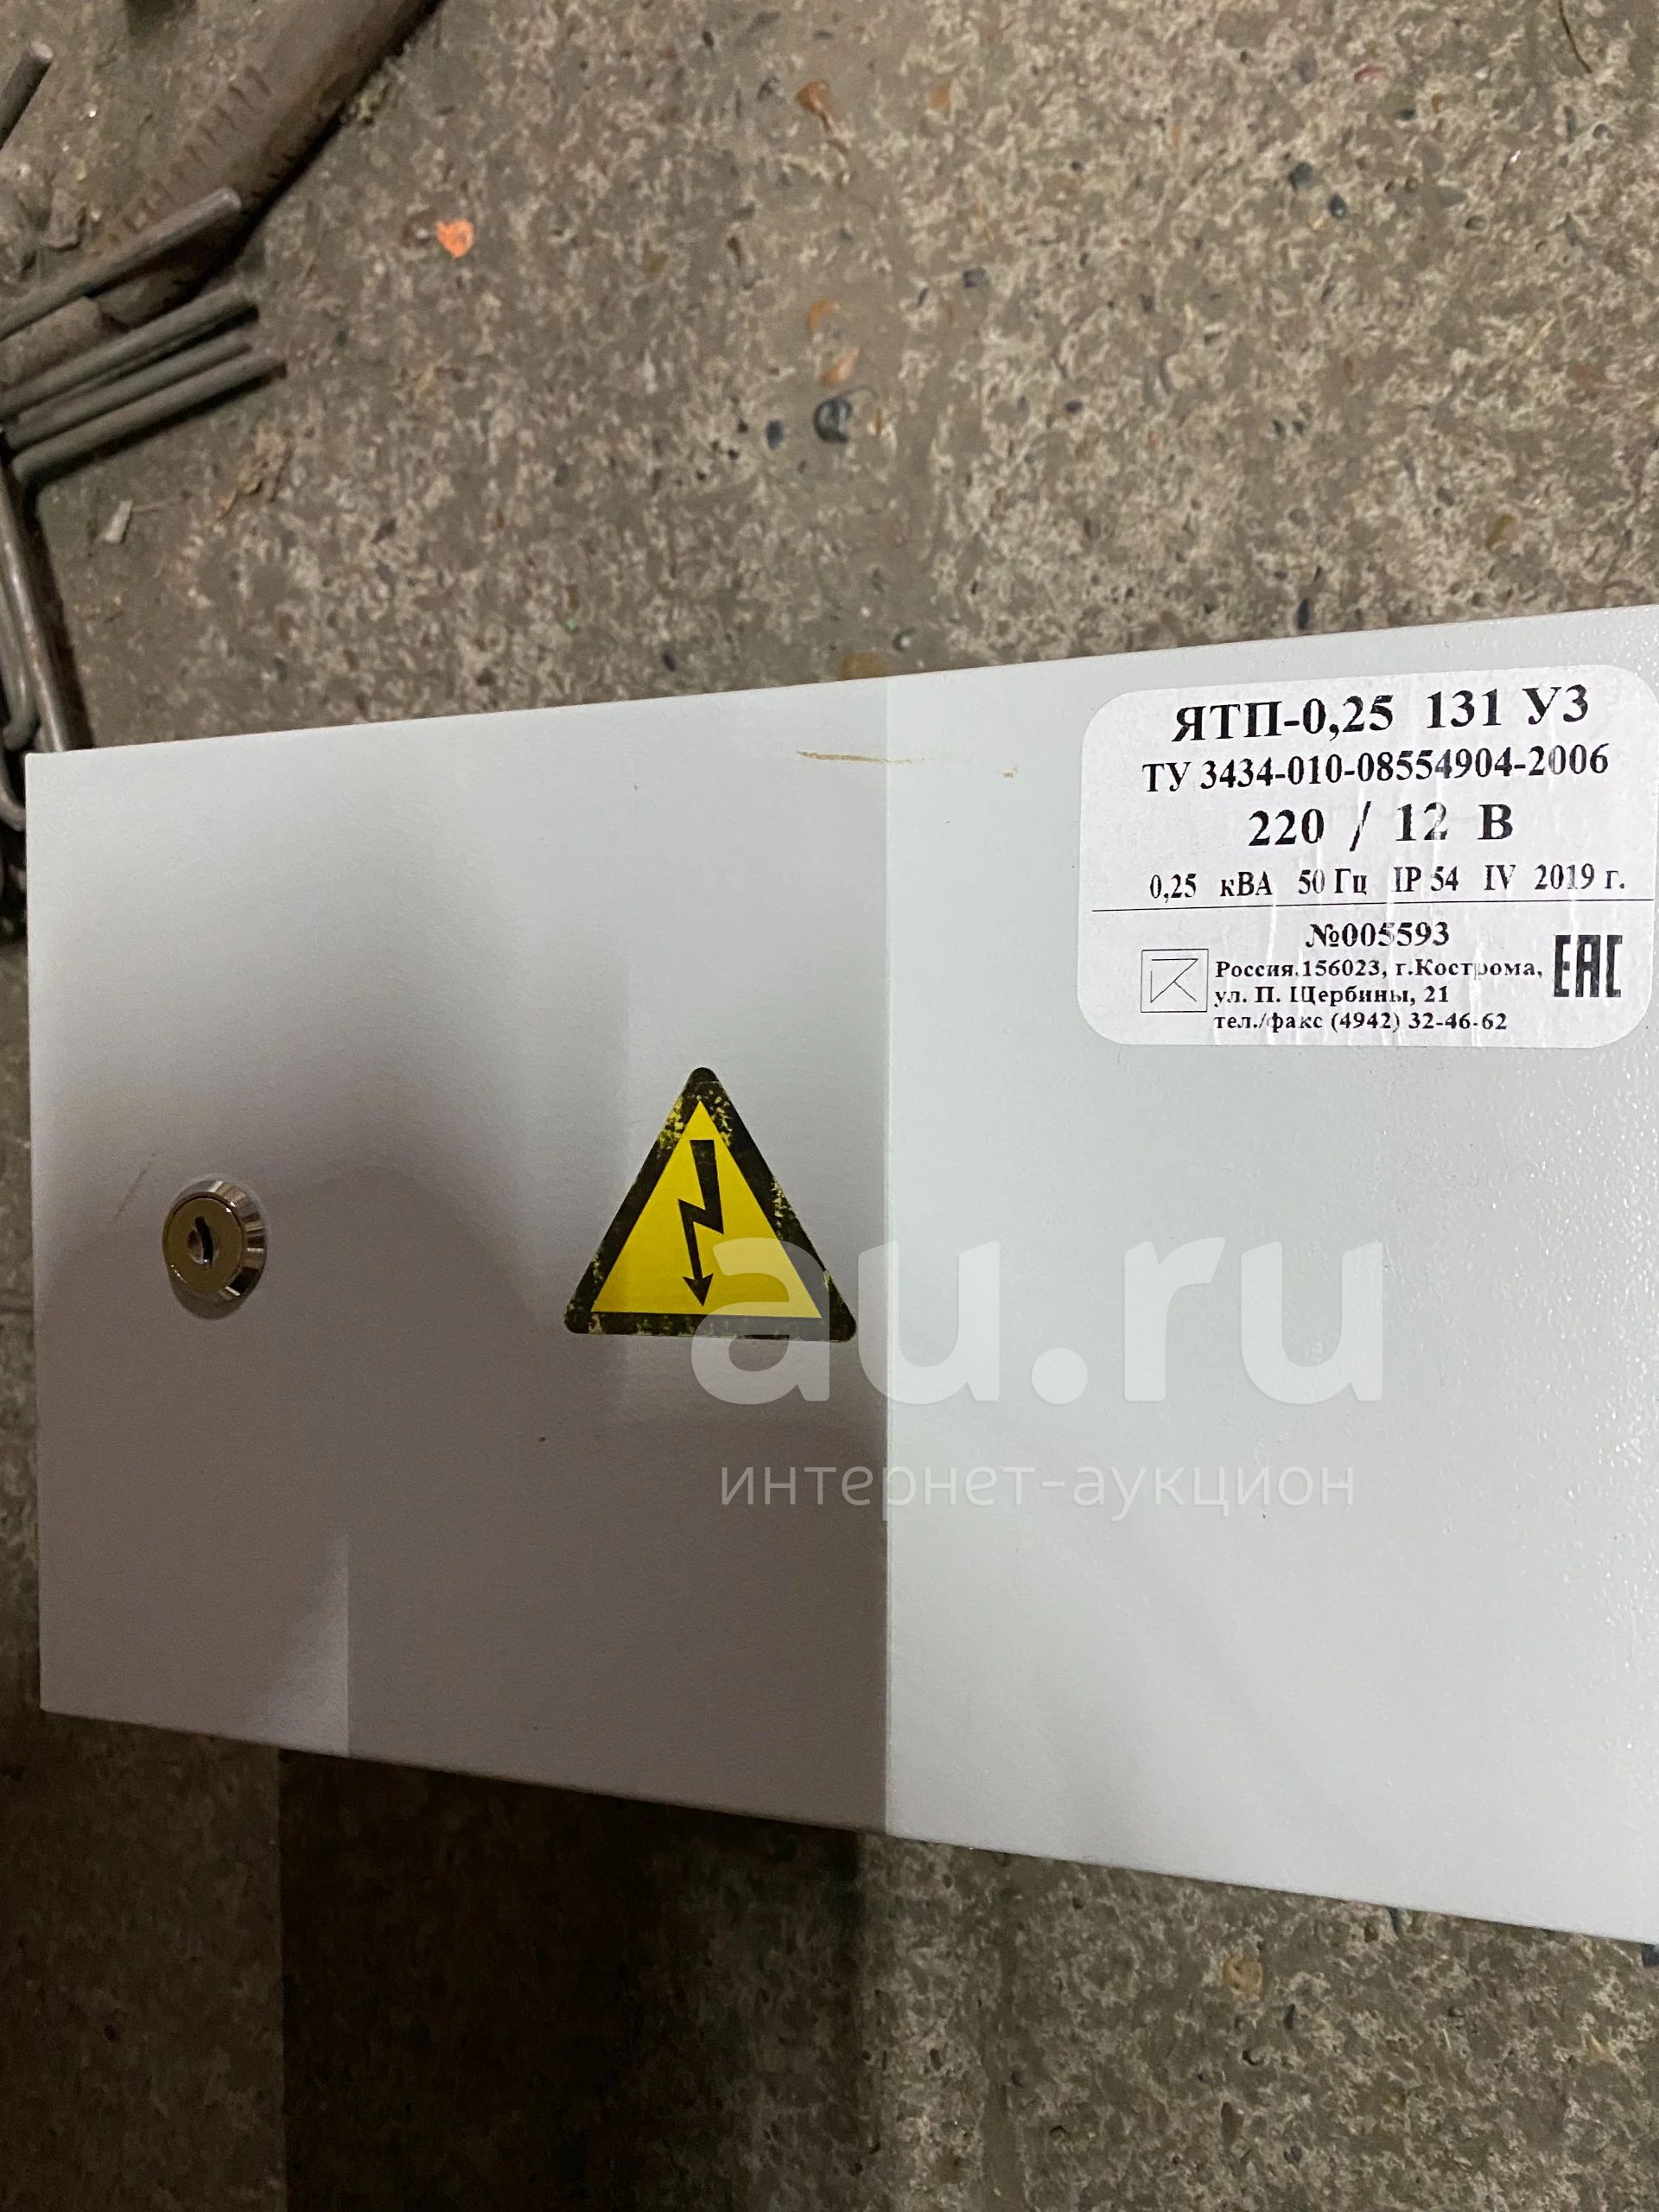 ЯТП-0,25 131 У3
ТУ 3434-010-08554904-2006
220 / 12 В
0,25 кВА 50 Гц IP 54 IV 2019 г.
№005593
Россия.156023, г.Кострома,
ул. П. Щербины, 21
тел./факс (4942) 32-46-62
ЕАС
au.ru
интернет-аукцион